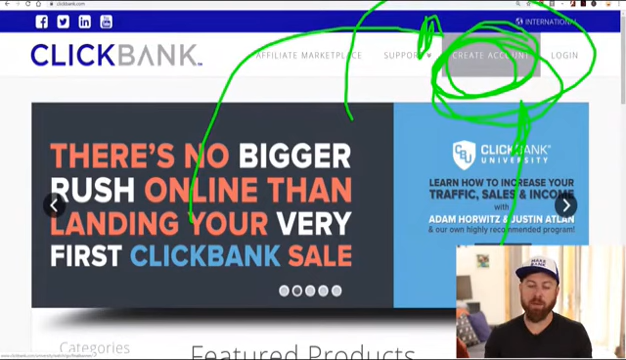 clickbank.com
INTERNATIONAL
CLICKBANK
AFFILIATE MARKETPLACE
SUPPORT
CREATE ACCOUNT
LOGIN
THERE'S NO BIGGER
RUSH ONLINE THAN
LANDING YOUR VERY
FIRST CLICKBANK SALE
CBU
CLICKBANK
UNIVERSITY
LEARN HOW TO INCREASE YOUR
TRAFFIC, SALES & INCOME
with
ADAM HORWITZ & JUSTIN ATLAN
& our own highly recommended program!
Categories
Featured Products